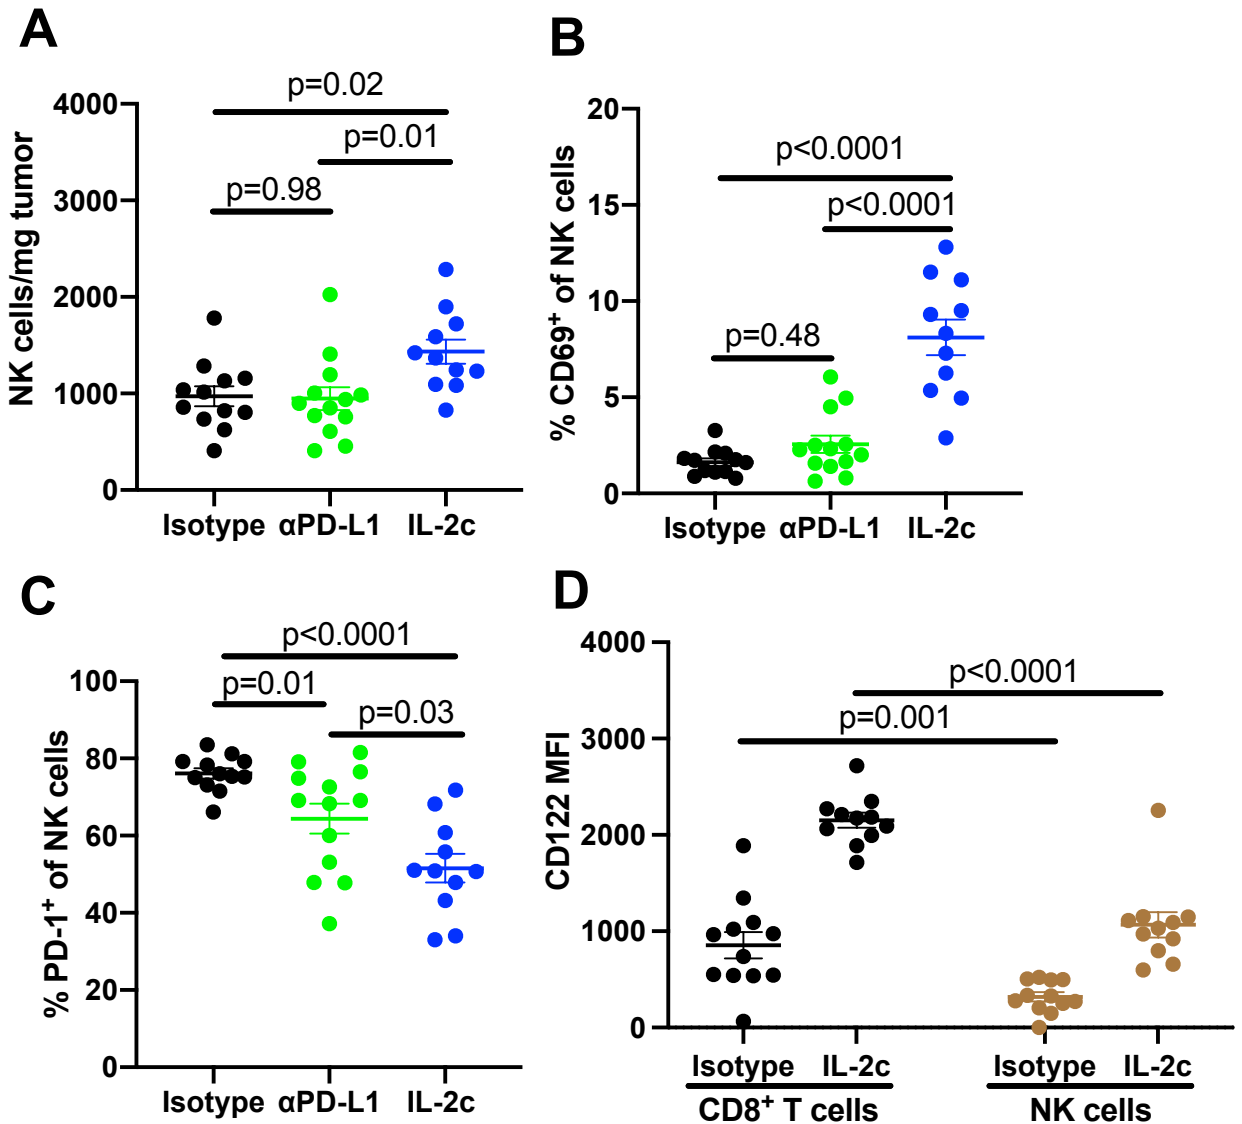 A
p=0.02
p=0.01
p=0.98
NK cells/mg tumor
4000
3000
2000
1000
0
Isotype αPD-L1 IL-2c
B
p<0.0001
p<0.0001
p=0.48
% CD69⁺ of NK cells
20
15
10
5
0
Isotype αPD-L1 IL-2c
C
p<0.0001
p=0.01
p=0.03
% PD-1⁺ of NK cells
100
80
60
40
20
0
Isotype αPD-L1 IL-2c
D
p<0.0001
p=0.001
CD122 MFI
4000
3000
2000
1000
0
Isotype IL-2c Isotype IL-2c
CD8⁺ T cells NK cells